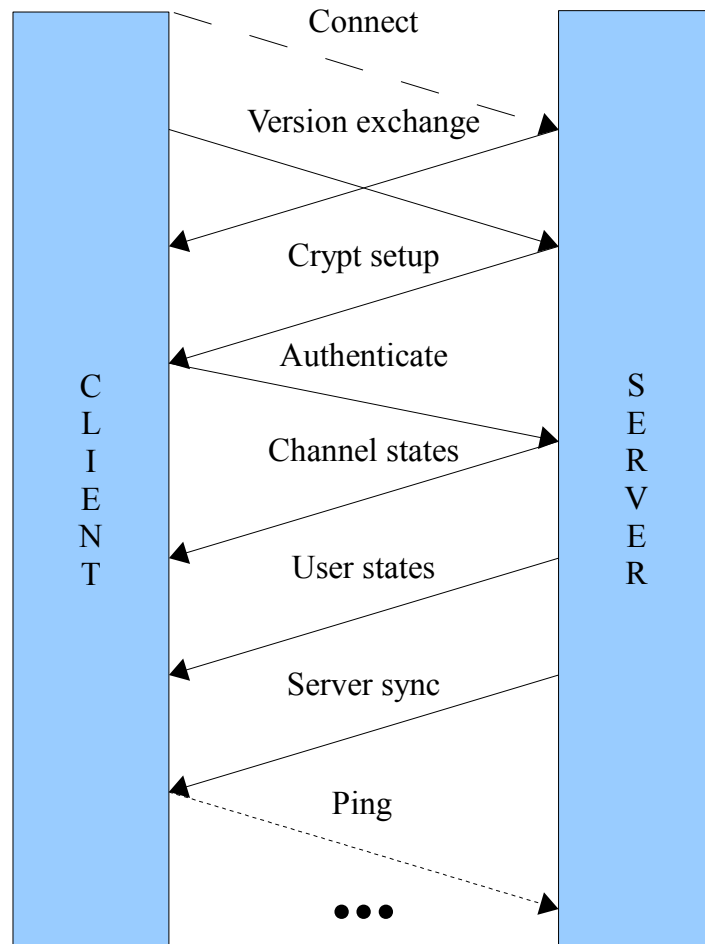 Connect
Version exchange
Crypt setup
Authenticate
C
L
I
E
N
T
S
E
R
V
E
R
Channel states
User states
Server sync
Ping
•••